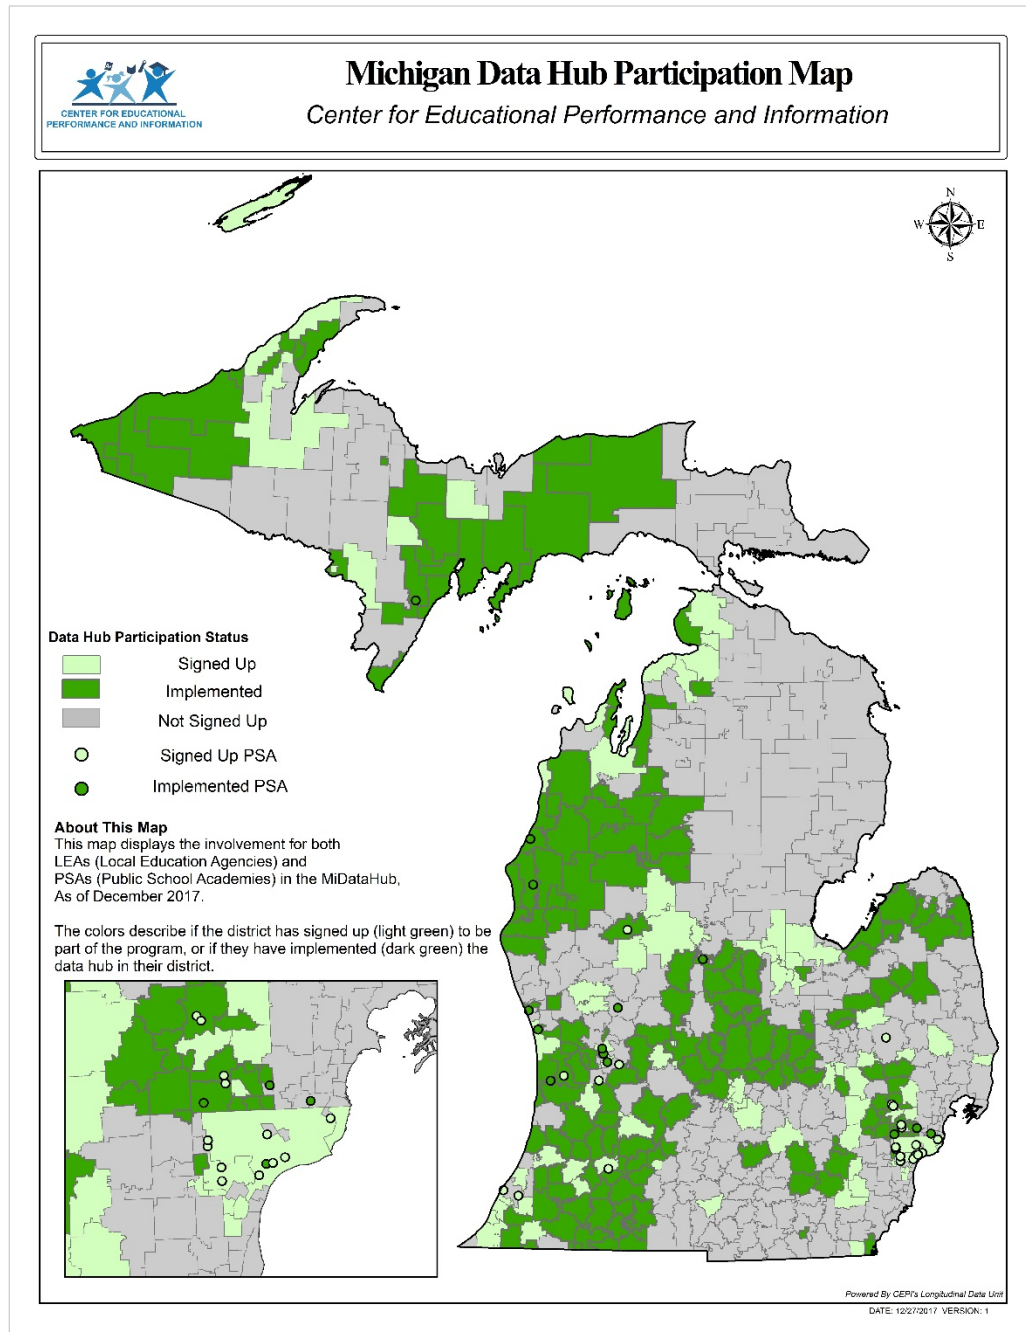 Michigan Data Hub Participation Map
Center for Educational Performance and Information
CENTER FOR EDUCATIONAL
PERFORMANCE AND INFORMATION
N
W
E
S
Data Hub Participation Status
Signed Up
Implemented
Not Signed Up
Signed Up PSA
Implemented PSA
About This Map
This map displays the involvement for both
LEAs (Local Education Agencies) and
PSAs (Public School Academies) in the MiDataHub,
As of December 2017.
The colors describe if the district has signed up (light green) to be
part of the program, or if they have implemented (dark green) the
data hub in their district.
Powered By CEPI's Longitudinal Data Unit
DATE: 12/27/2017 VERSION: 1